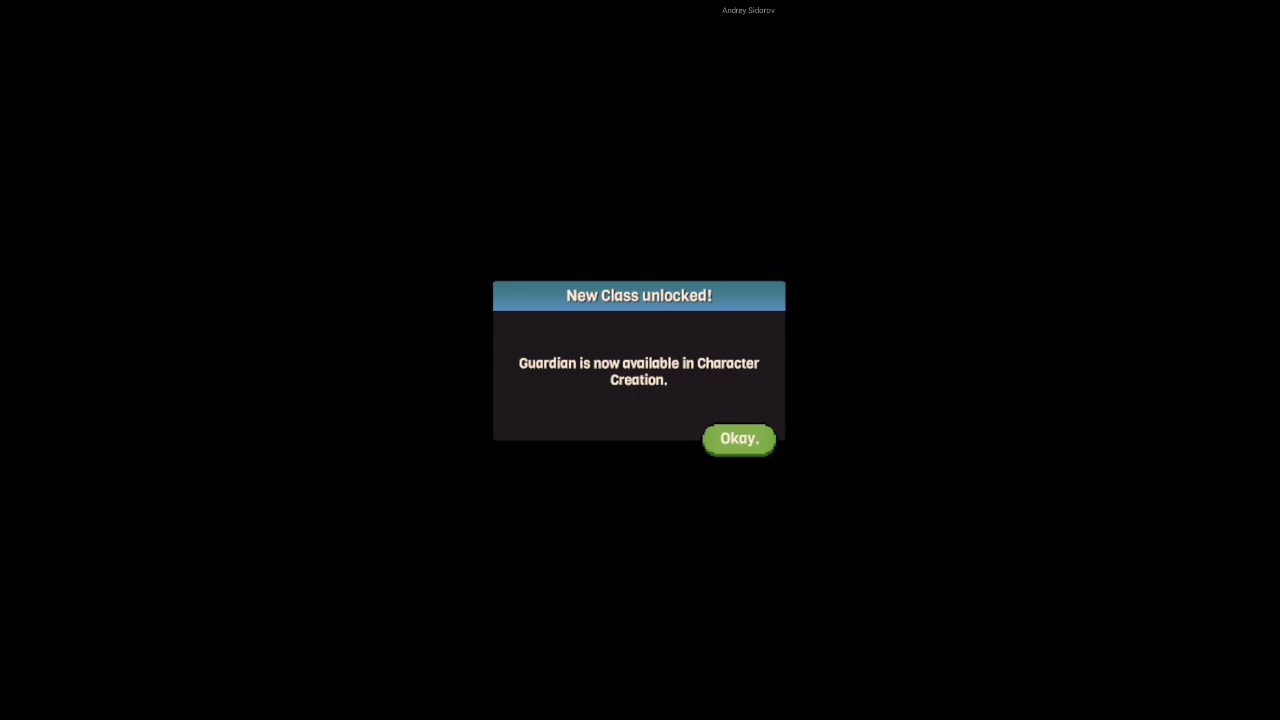 Andrey Sidorov
New Class unlocked!
Guardian is now available in Character
Creation.
Okay.